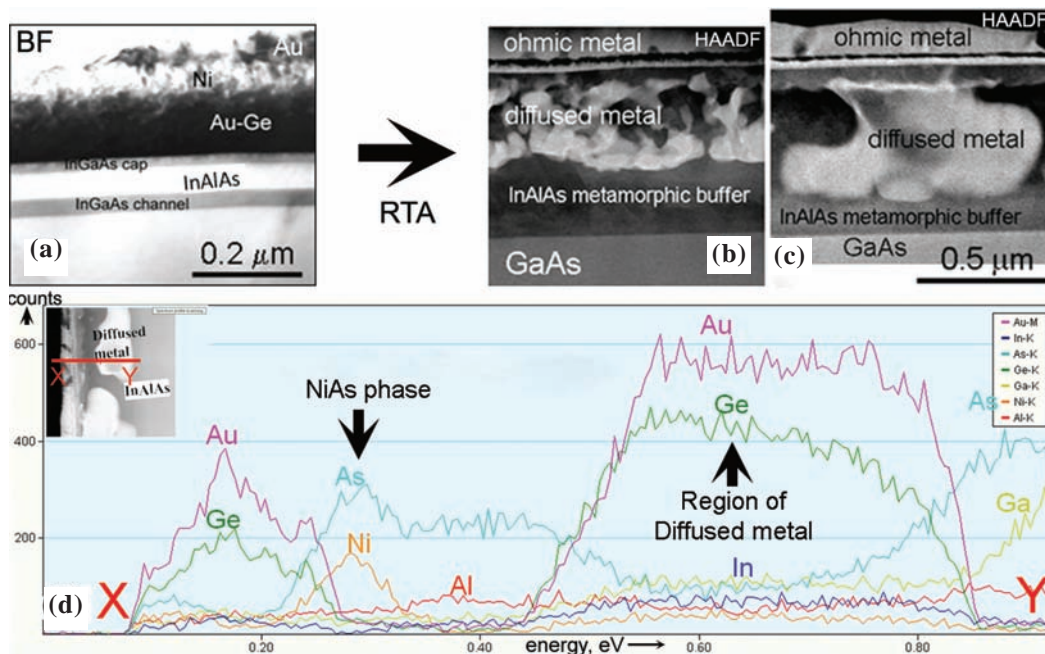 BF
Au
Ni
Au-Ge
InGaAs cap
InAlAs
InGaAs channel
(a)
0.2 μm
RTA
ohmic metal
HAADF
diffused metal
InAlAs metamorphic buffer
GaAs
(b)
HAADF
ohmic metal
diffused metal
InAlAs metamorphic buffer
GaAs
(c)
0.5 μm
counts
600
400
200
Diffused
metal
X
Y
InAlAs
NiAs phase
Au
Ge
As
Ni
Al
Au
Ge
Region of
Diffused metal
In
As
Ga
Au-M
In-K
As-K
Ge-K
Ga-K
Ni-K
Al-K
(d)
X
Y
0.20
0.40
0.60
0.80
energy, eV